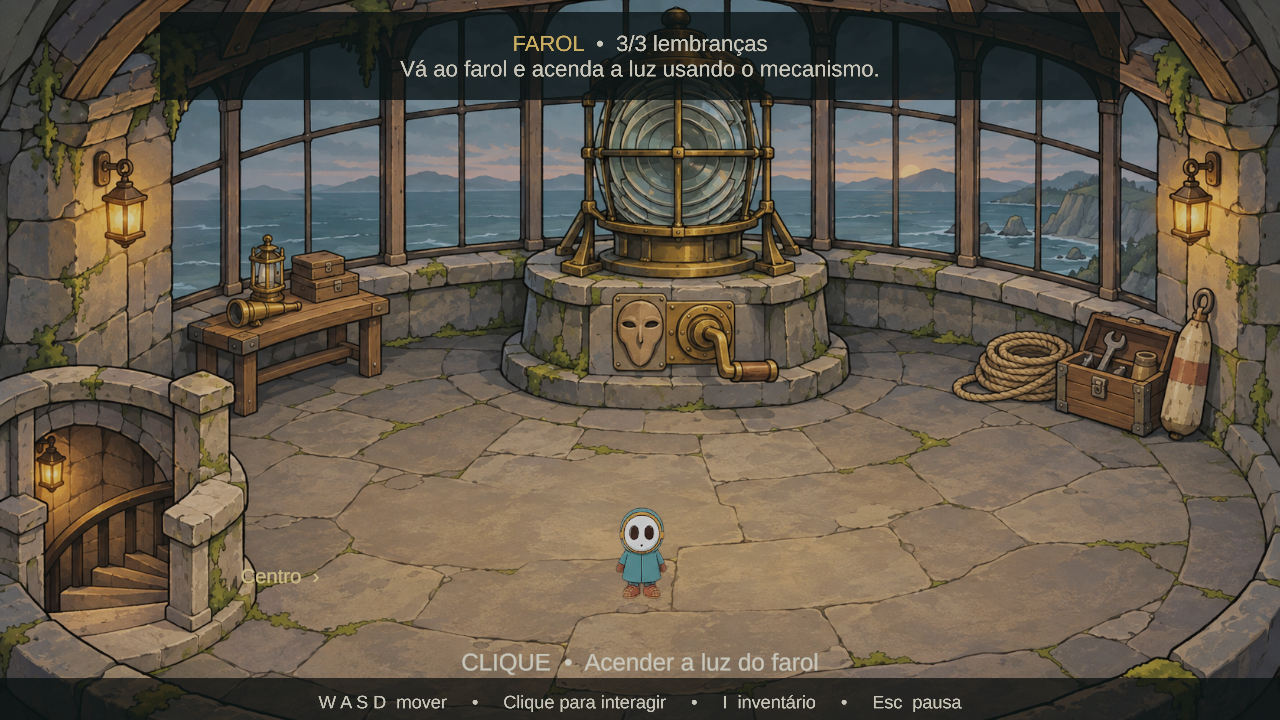 FAROL • 3/3 lembranças
Vá ao farol e acenda a luz usando o mecanismo.
Centro ›
CLIQUE • Acender a luz do farol
W A S D mover • Clique para interagir • I inventário • Esc pausa